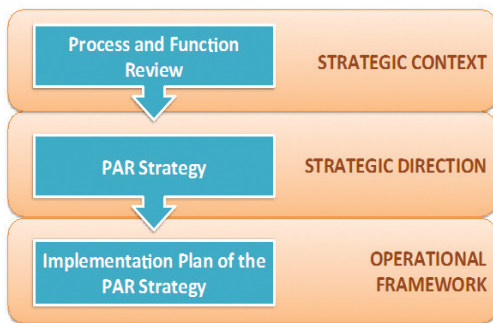 Process and Function
Review
STRATEGIC CONTEXT
PAR Strategy
STRATEGIC DIRECTION
Implementation Plan of the
PAR Strategy
OPERATIONAL
FRAMEWORK